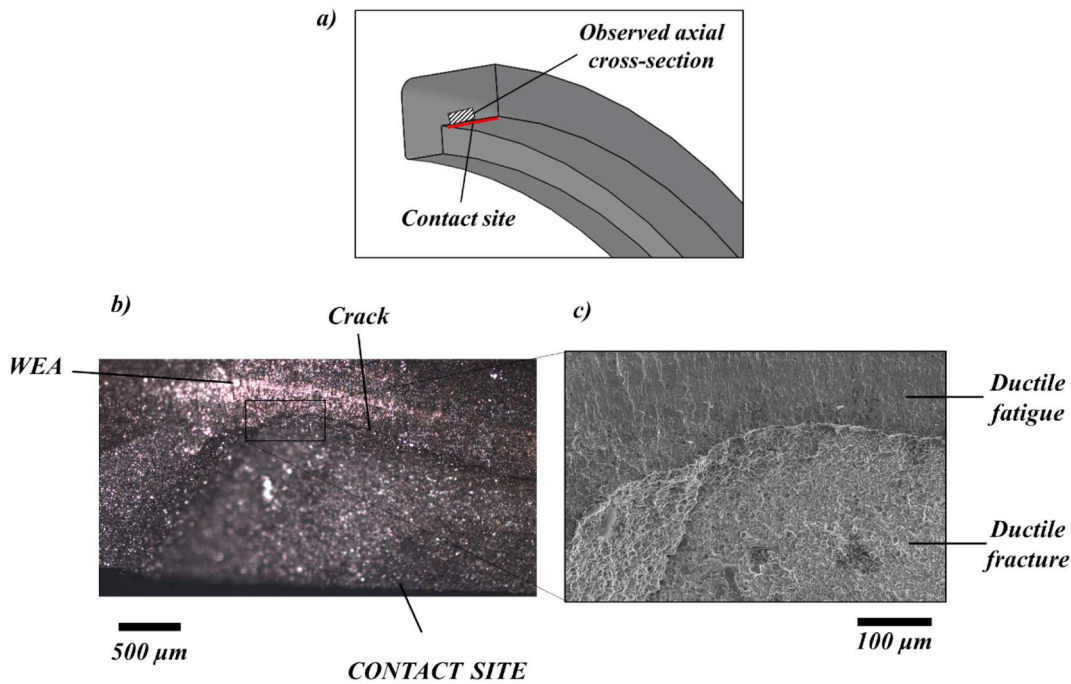 a)
Observed axial
cross-section
Contact site
b)
Crack
c)
WEA
Ductile
fatigue
Ductile
fracture
500 µm
100 µm
CONTACT SITE